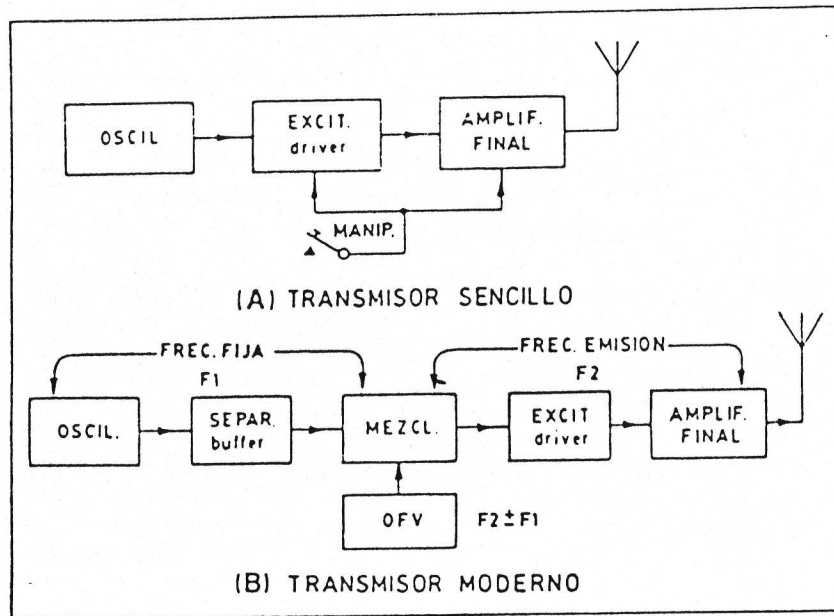 OSCIL
EXCIT.
driver
AMPLIF.
FINAL
MANIP.
(A) TRANSMISOR SENCILLO
FREC. FIJA
F1
FREC. EMISION
F2
OSCIL.
SEPAR.
buffer
MEZCL.
EXCIT
driver
AMPLIF.
FINAL
OFV
F2±F1
(B) TRANSMISOR MODERNO